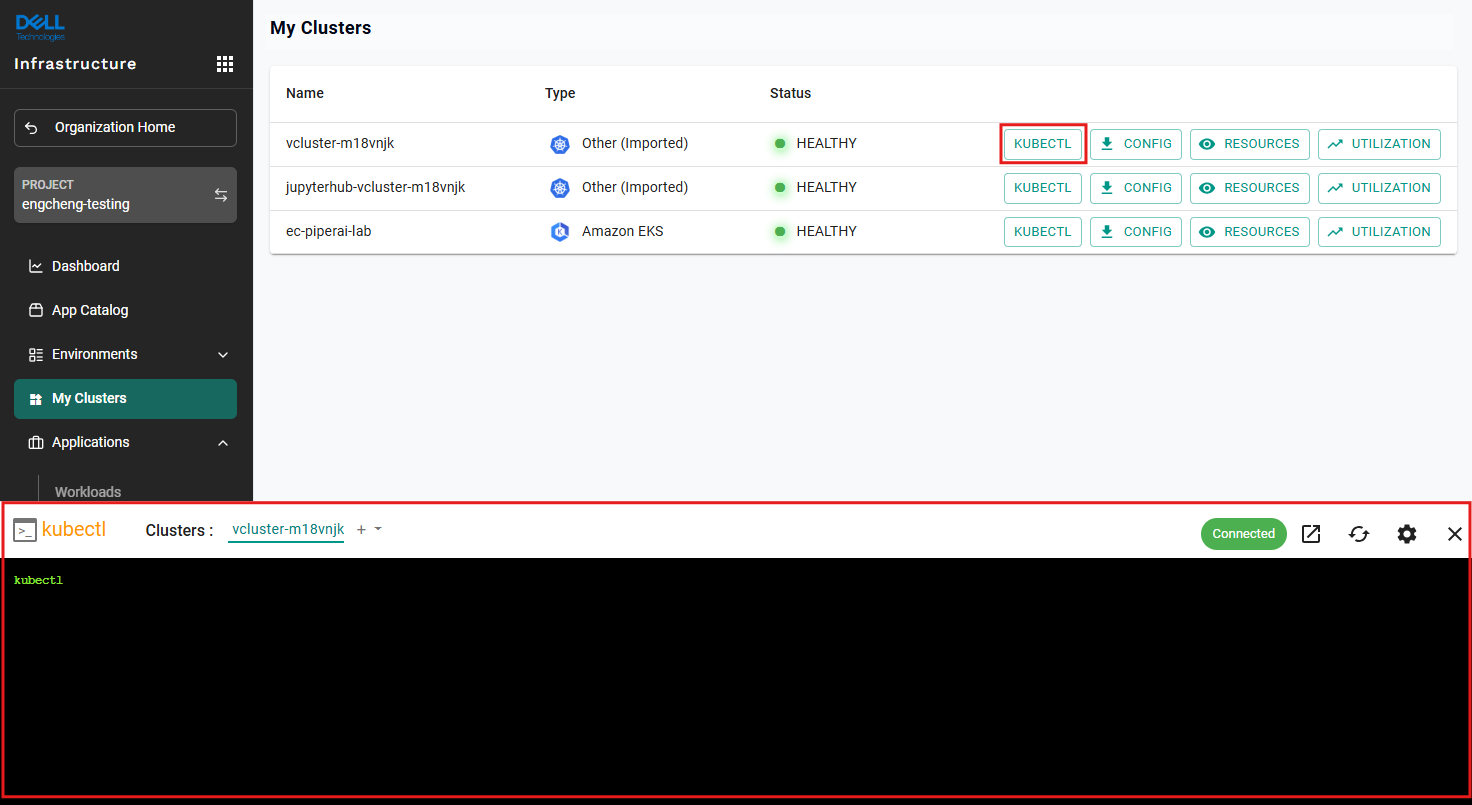 DELL
Technologies
Infrastructure
Organization Home
PROJECT
engcheng-testing
Dashboard
App Catalog
Environments
My Clusters
Applications
Workloads
My Clusters
Name Type Status
vcluster-m18vnjk Other (Imported) HEALTHY KUBECTL CONFIG RESOURCES UTILIZATION
jupyterhub-vcluster-m18vnjk Other (Imported) HEALTHY KUBECTL CONFIG RESOURCES UTILIZATION
ec-piperai-lab Amazon EKS HEALTHY KUBECTL CONFIG RESOURCES UTILIZATION
>_ kubectl Clusters : vcluster-m18vnjk + Connected
kubectl